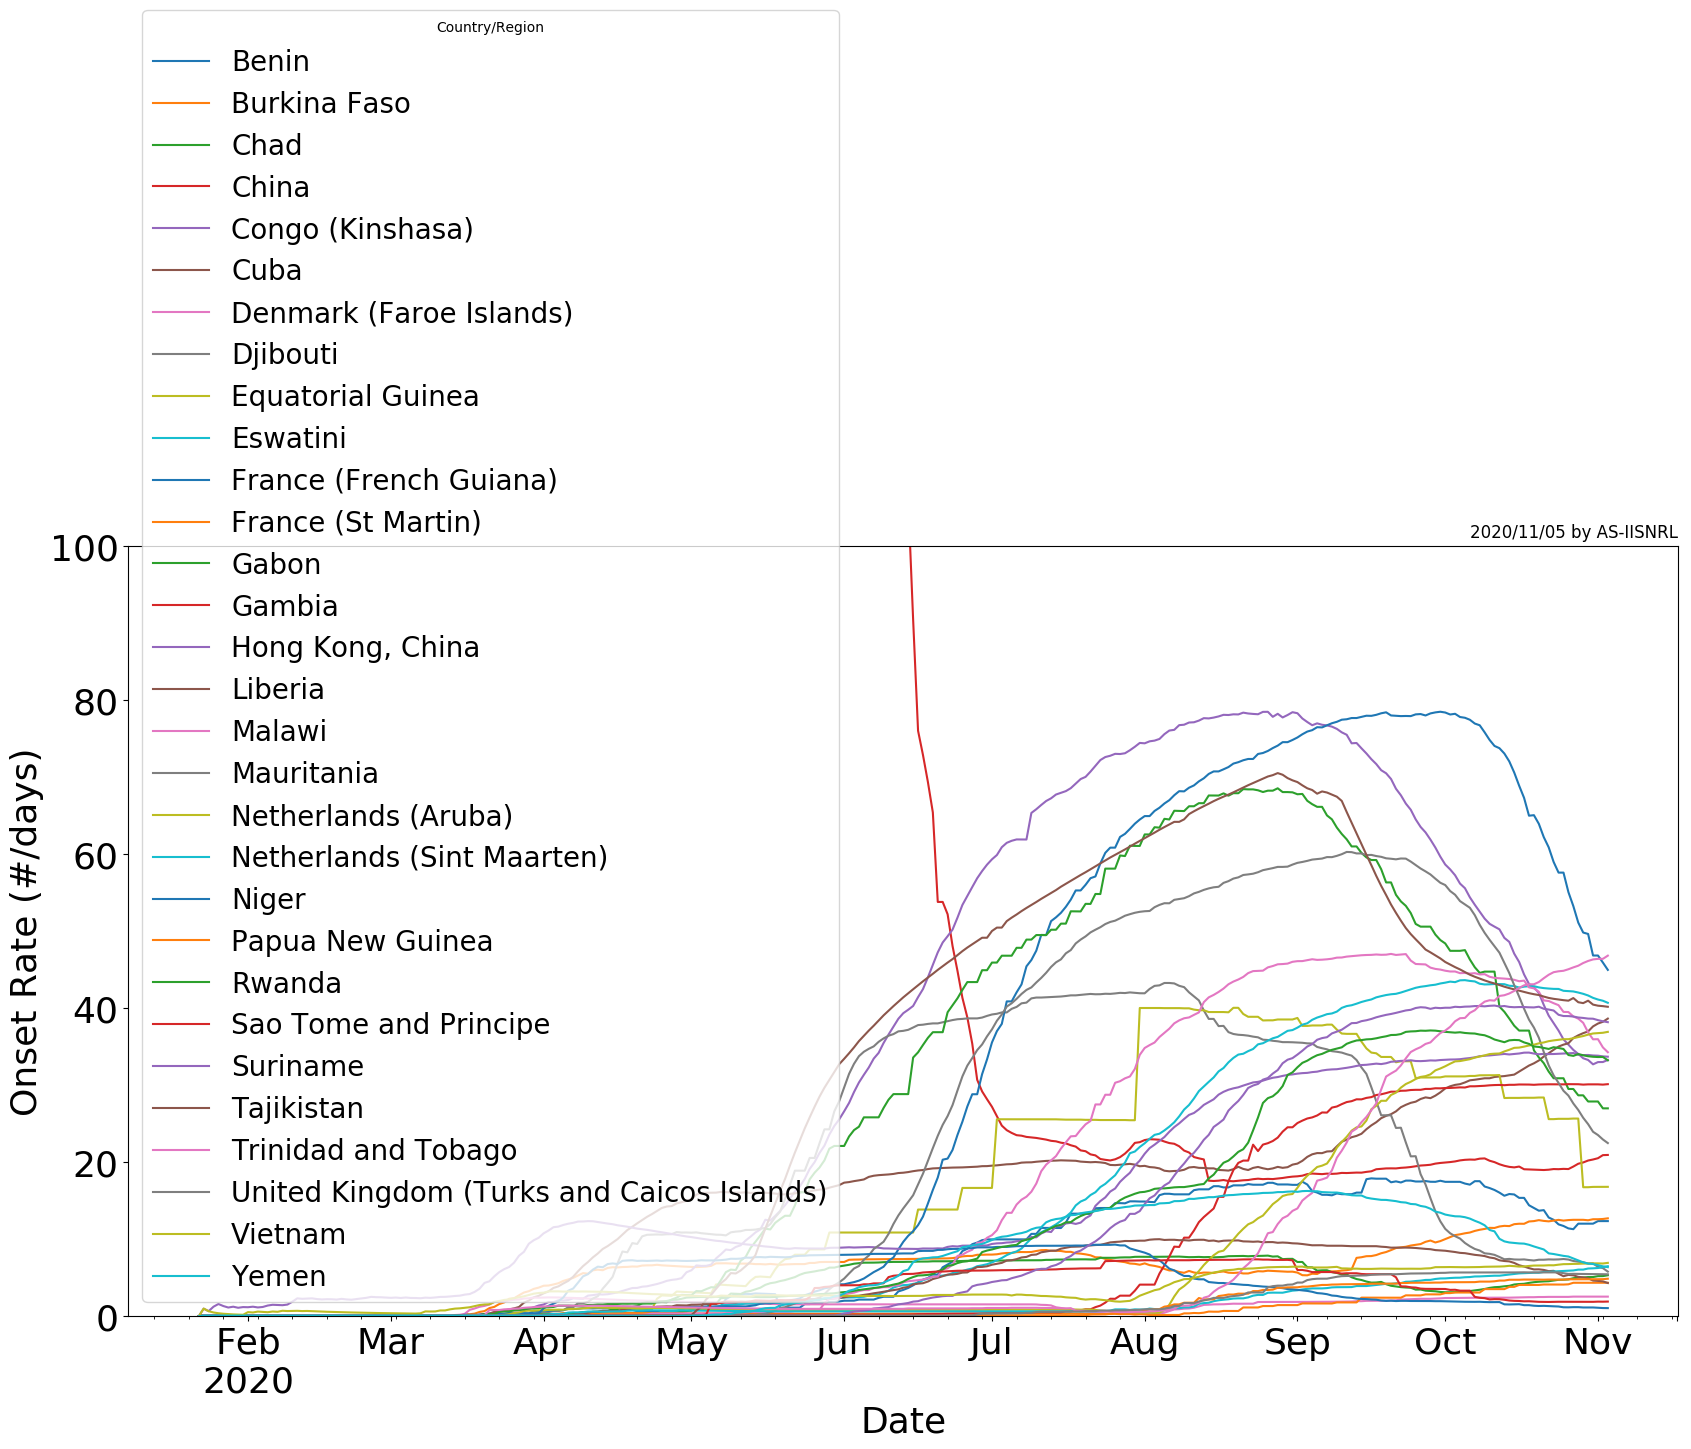 Country/Region
Benin
Burkina Faso
Chad
China
Congo (Kinshasa)
Cuba
Denmark (Faroe Islands)
Djibouti
Equatorial Guinea
Eswatini
France (French Guiana)
France (St Martin)
Gabon
Gambia
Hong Kong, China
Liberia
Malawi
Mauritania
Netherlands (Aruba)
Netherlands (Sint Maarten)
Niger
Papua New Guinea
Rwanda
Sao Tome and Principe
Suriname
Tajikistan
Trinidad and Tobago
United Kingdom (Turks and Caicos Islands)
Vietnam
Yemen
2020/11/05 by AS-IISNRL
100
80
60
40
20
0
Onset Rate (#/days)
Feb Mar Apr May Jun Jul Aug Sep Oct Nov
2020
Date